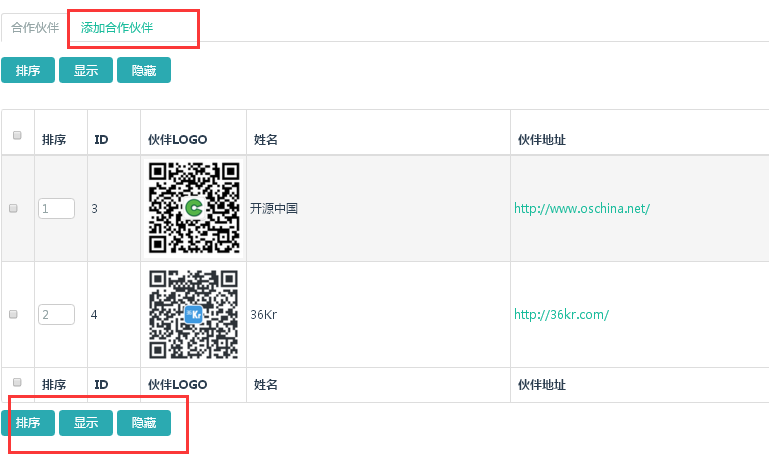 合作伙伴 添加合作伙伴
排序 显示 隐藏
排序 ID 伙伴LOGO 姓名 伙伴地址
1 3 开源中国 http://www.oschina.net/
2 4 36Kr 36Kr http://36kr.com/
排序 ID 伙伴LOGO 姓名 伙伴地址
排序 显示 隐藏